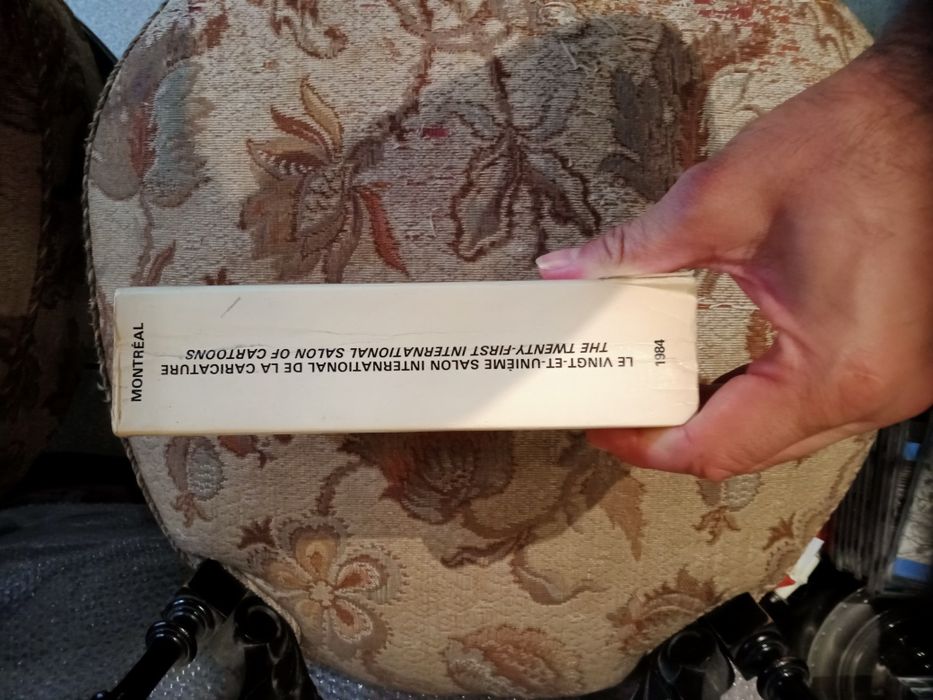 1984
LE VINGT-ET-UNIÈME SALON INTERNATIONAL DE LA CARICATURE
THE TWENTY-FIRST INTERNATIONAL SALON OF CARTOONS
MONTRÉAL